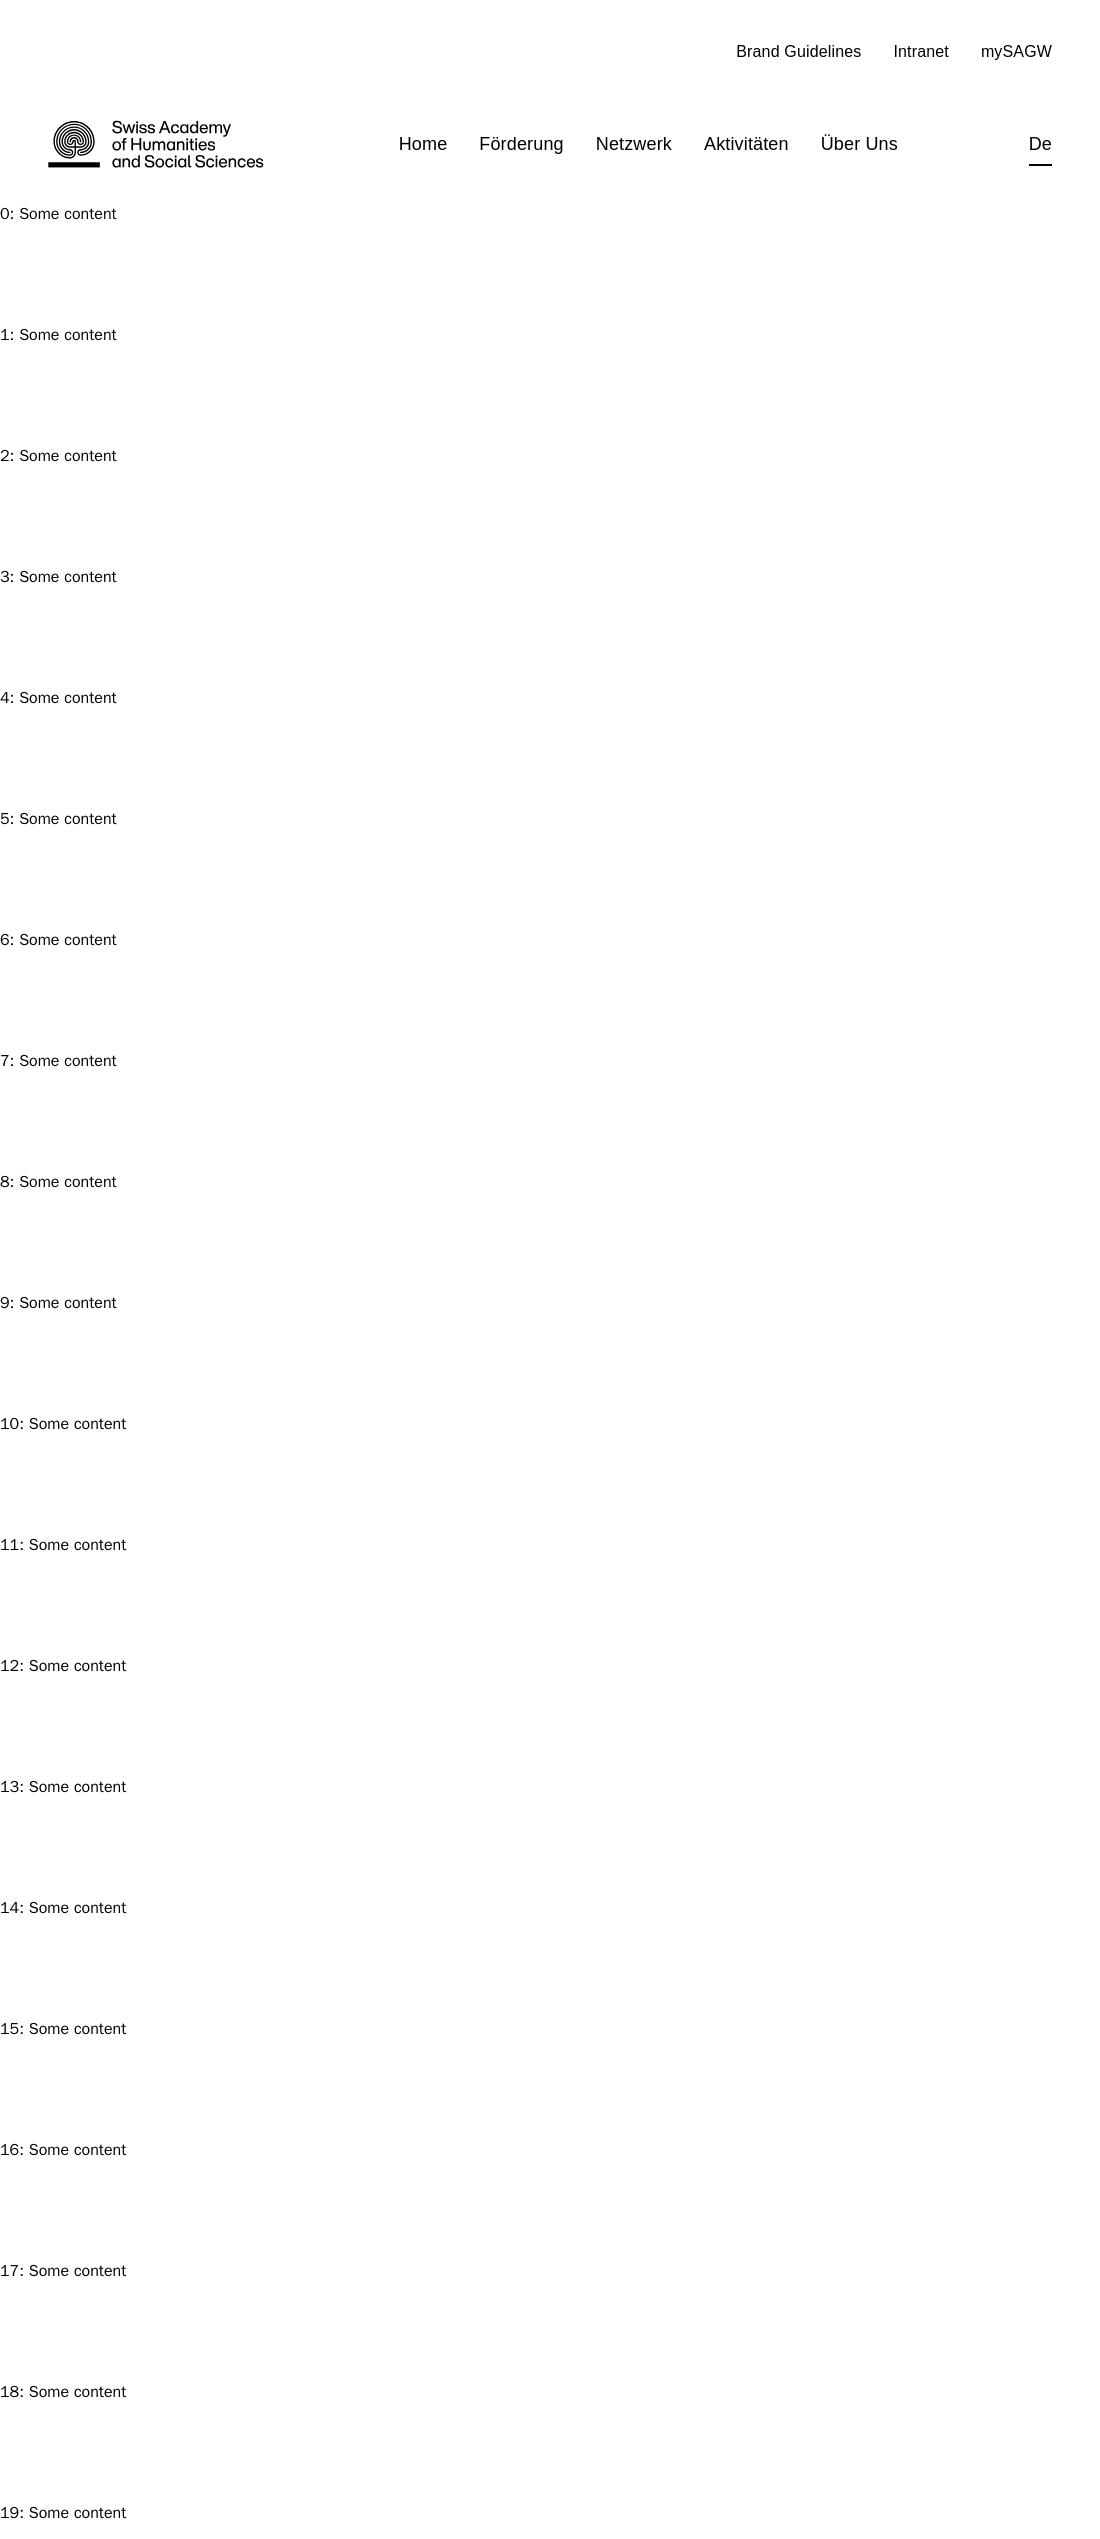 Brand Guidelines Intranet mySAGW
Swiss Academy
of Humanities
and Social Sciences
Home Förderung Netzwerk Aktivitäten Über Uns De
0: Some content
1: Some content
2: Some content
3: Some content
4: Some content
5: Some content
6: Some content
7: Some content
8: Some content
9: Some content
10: Some content
11: Some content
12: Some content
13: Some content
14: Some content
15: Some content
16: Some content
17: Some content
18: Some content
19: Some content